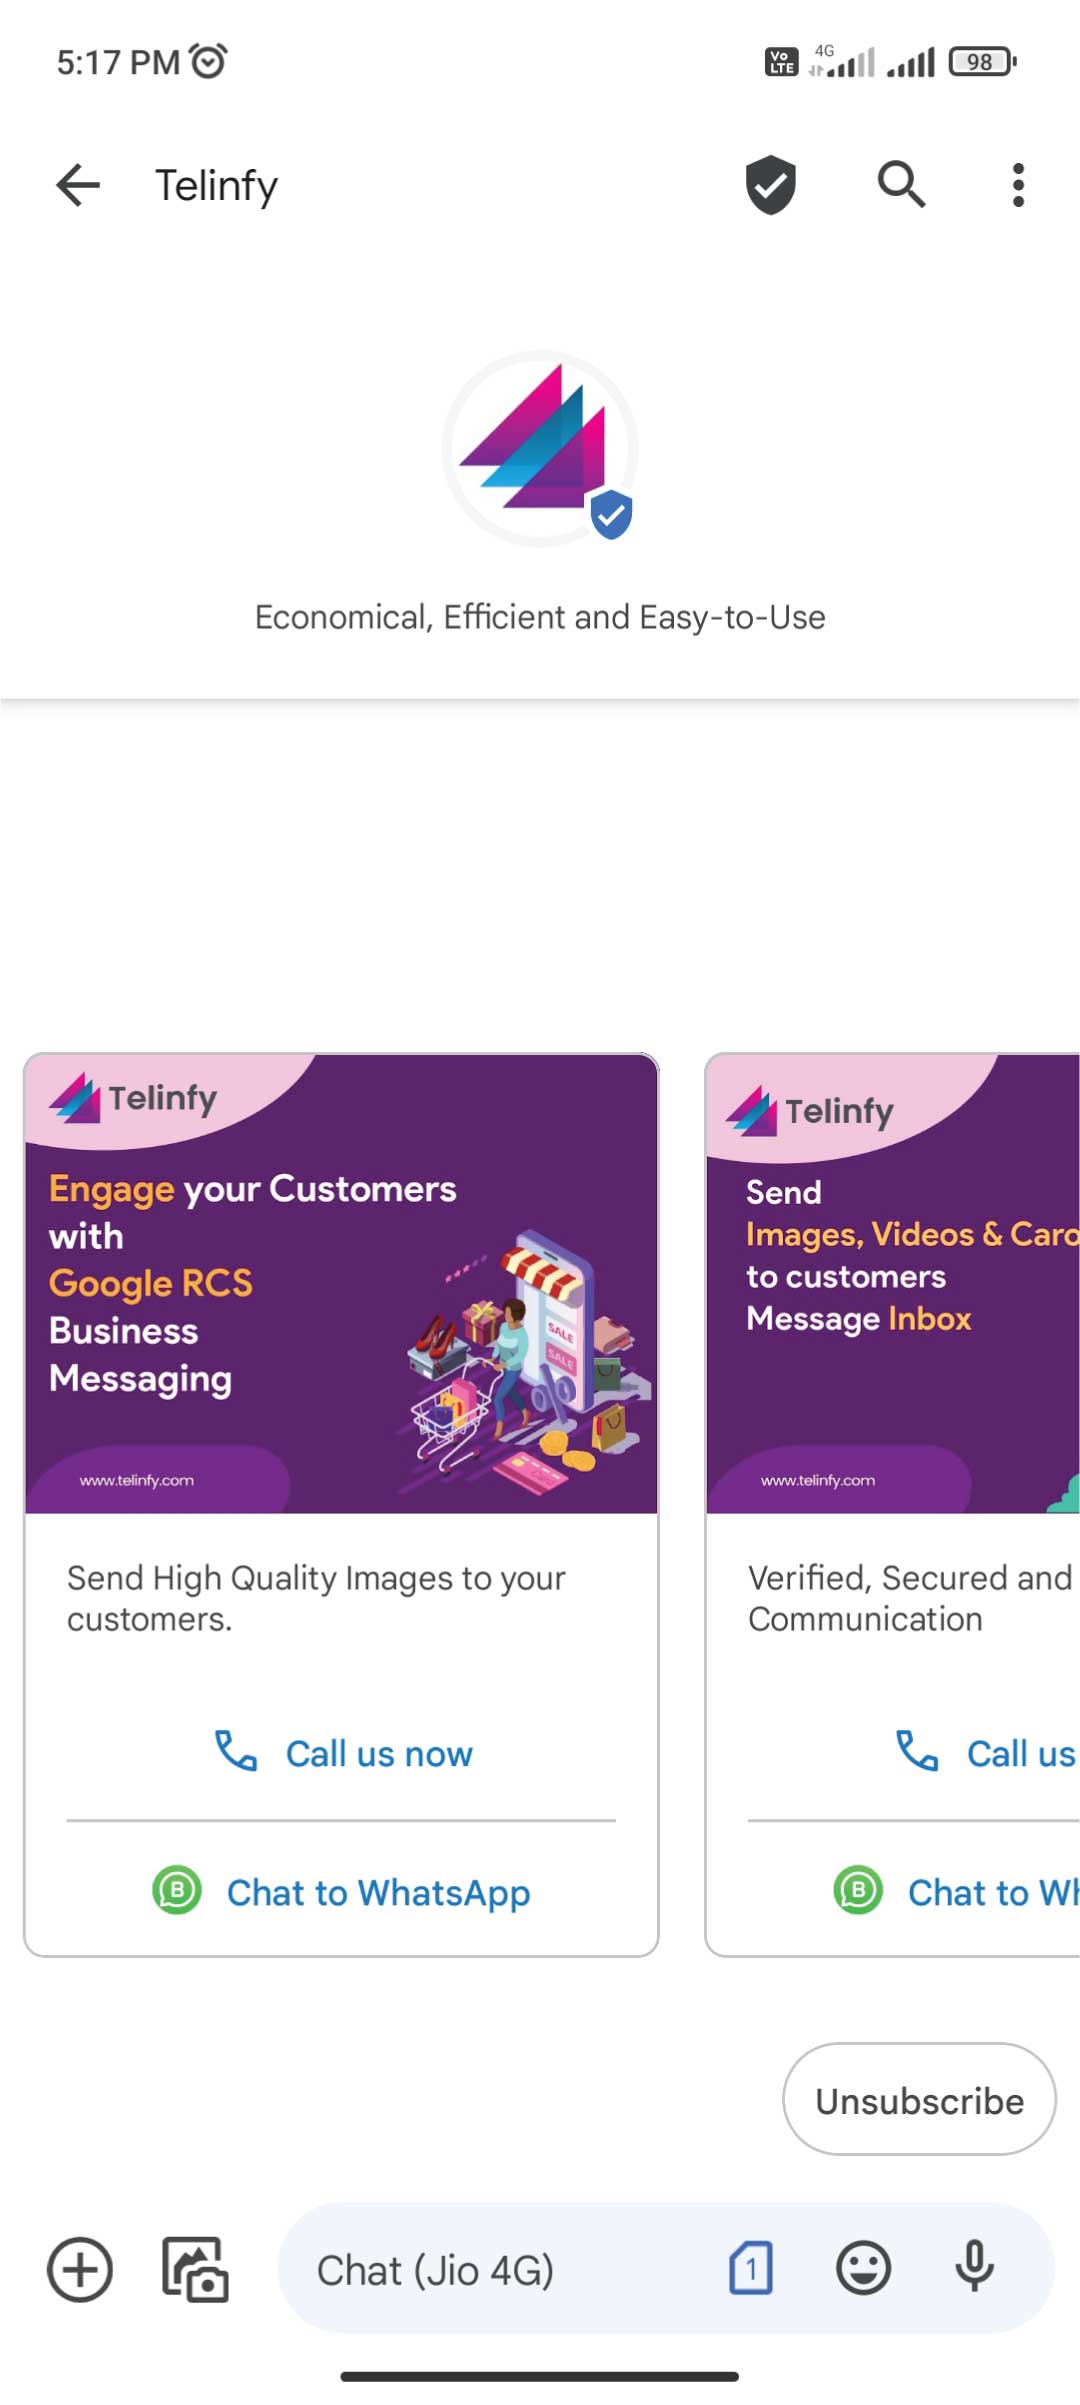 5:17 PM
Vo LTE
4G
98
Telinfy
Economical, Efficient and Easy-to-Use
Telinfy
Engage your Customers
with
Google RCS
Business
Messaging
SALE
SALE
www.telinfy.com
Send High Quality Images to your
customers.
Call us now
B
Chat to WhatsApp
Telinfy
Send
Images, Videos & Caro
to customers
Message Inbox
www.telinfy.com
Verified, Secured and
Communication
Call us
B
Chat to Wh
Unsubscribe
Chat (Jio 4G)
1